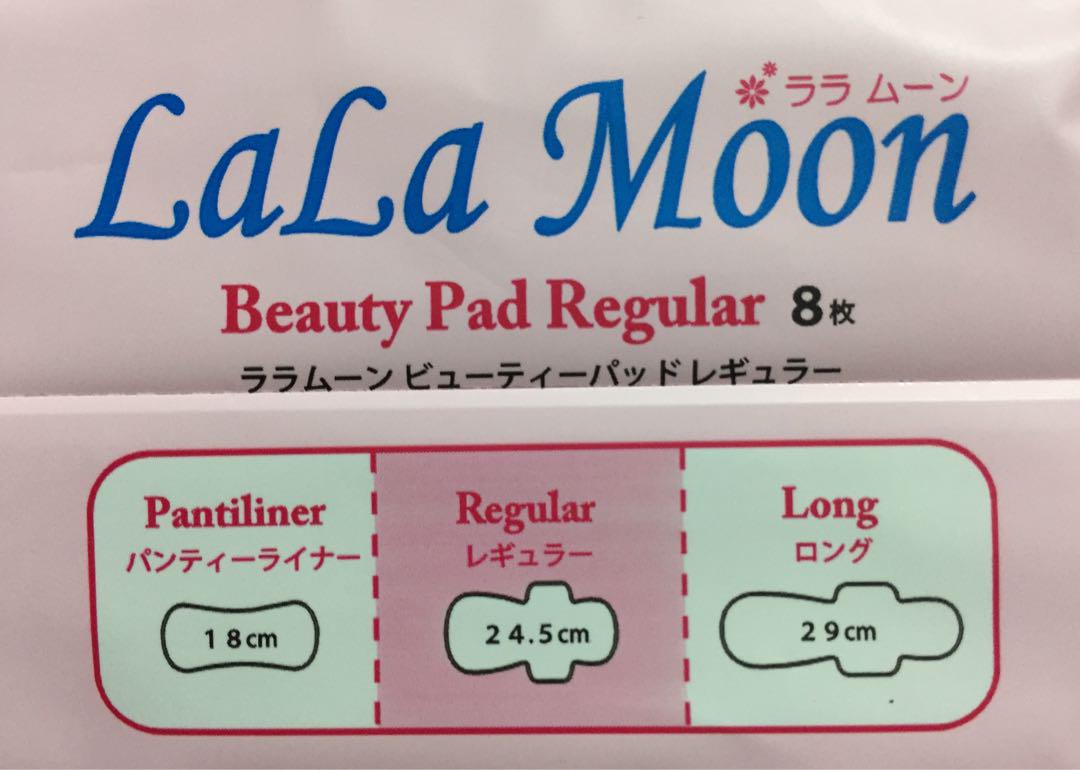 ララ ムーン
LaLa Moon
Beauty Pad Regular 8枚
ララムーン ビューティーパッド レギュラー
Pantiliner
パンティーライナー
18cm
Regular
レギュラー
24.5cm
Long
ロング
29cm